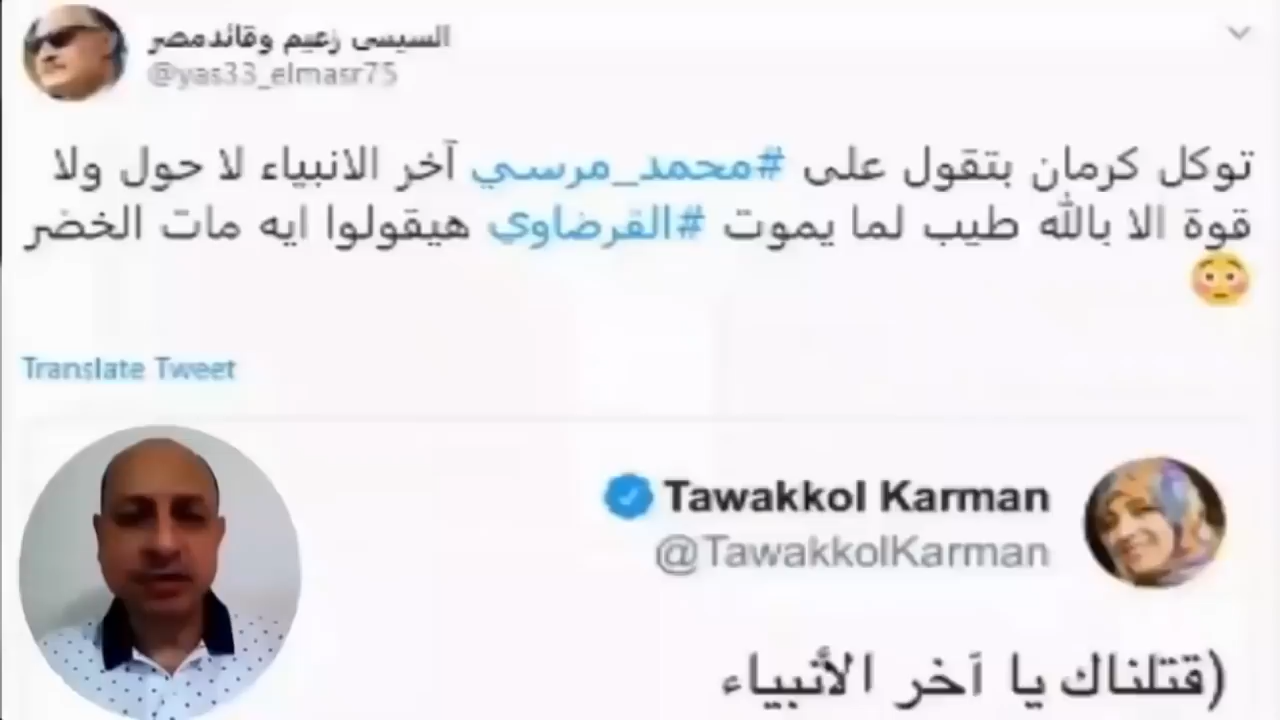 السيسى زعيم وقائدمصر
@yas33_elmasr75
توكل كرمان بتقول على #محمد_مرسي آخر الانبياء لا حول ولا
قوة الا بالله طيب لما يموت #القرضاوي هيقولوا ايه مات الخضر
😳
Translate Tweet
Tawakkol Karman
@TawakkolKarman
(قتلناك يا آخر الأنبياء